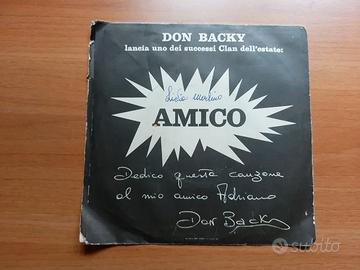 DON BACKY
lancia uno dei successi Clan dell'estate:
AMICO
Dedico questa canzone
al mio amico Adriano
Don Backy
subito